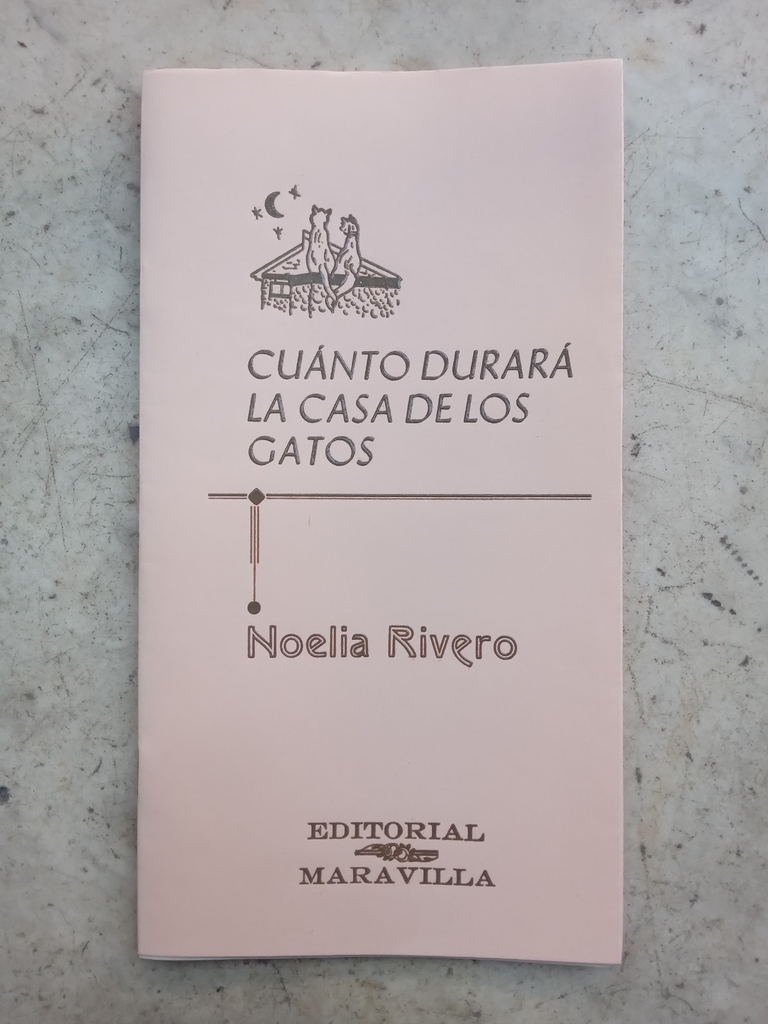 CUÁNTO DURARÁ
LA CASA DE LOS
GATOS
Noelia Rivero
EDITORIAL
MARAVILLA